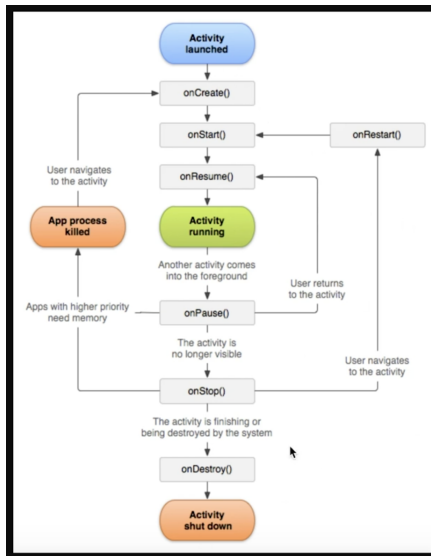 Activity
launched
onCreate()
onStart()
onRestart()
User navigates
to the activity
onResume()
App process
killed
Activity
running
Another activity comes
into the foreground
User returns
to the activity
Apps with higher priority
need memory
onPause()
The activity is
no longer visible
User navigates
to the activity
onStop()
The activity is finishing or
being destroyed by the system
onDestroy()
Activity
shut down